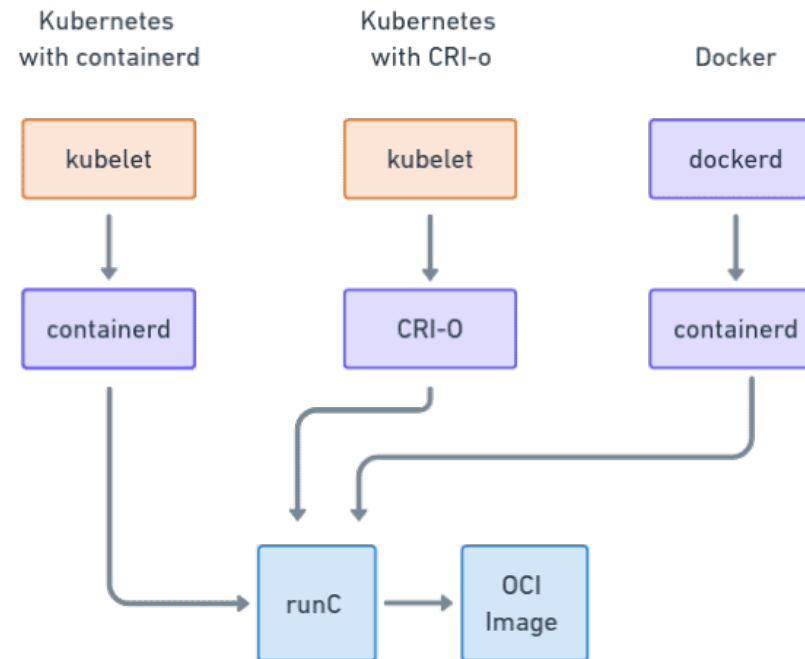 Kubernetes
with containerd
Kubernetes
with CRI-o
Docker
kubelet
kubelet
dockerd
containerd
CRI-O
containerd
runC
OCI
Image